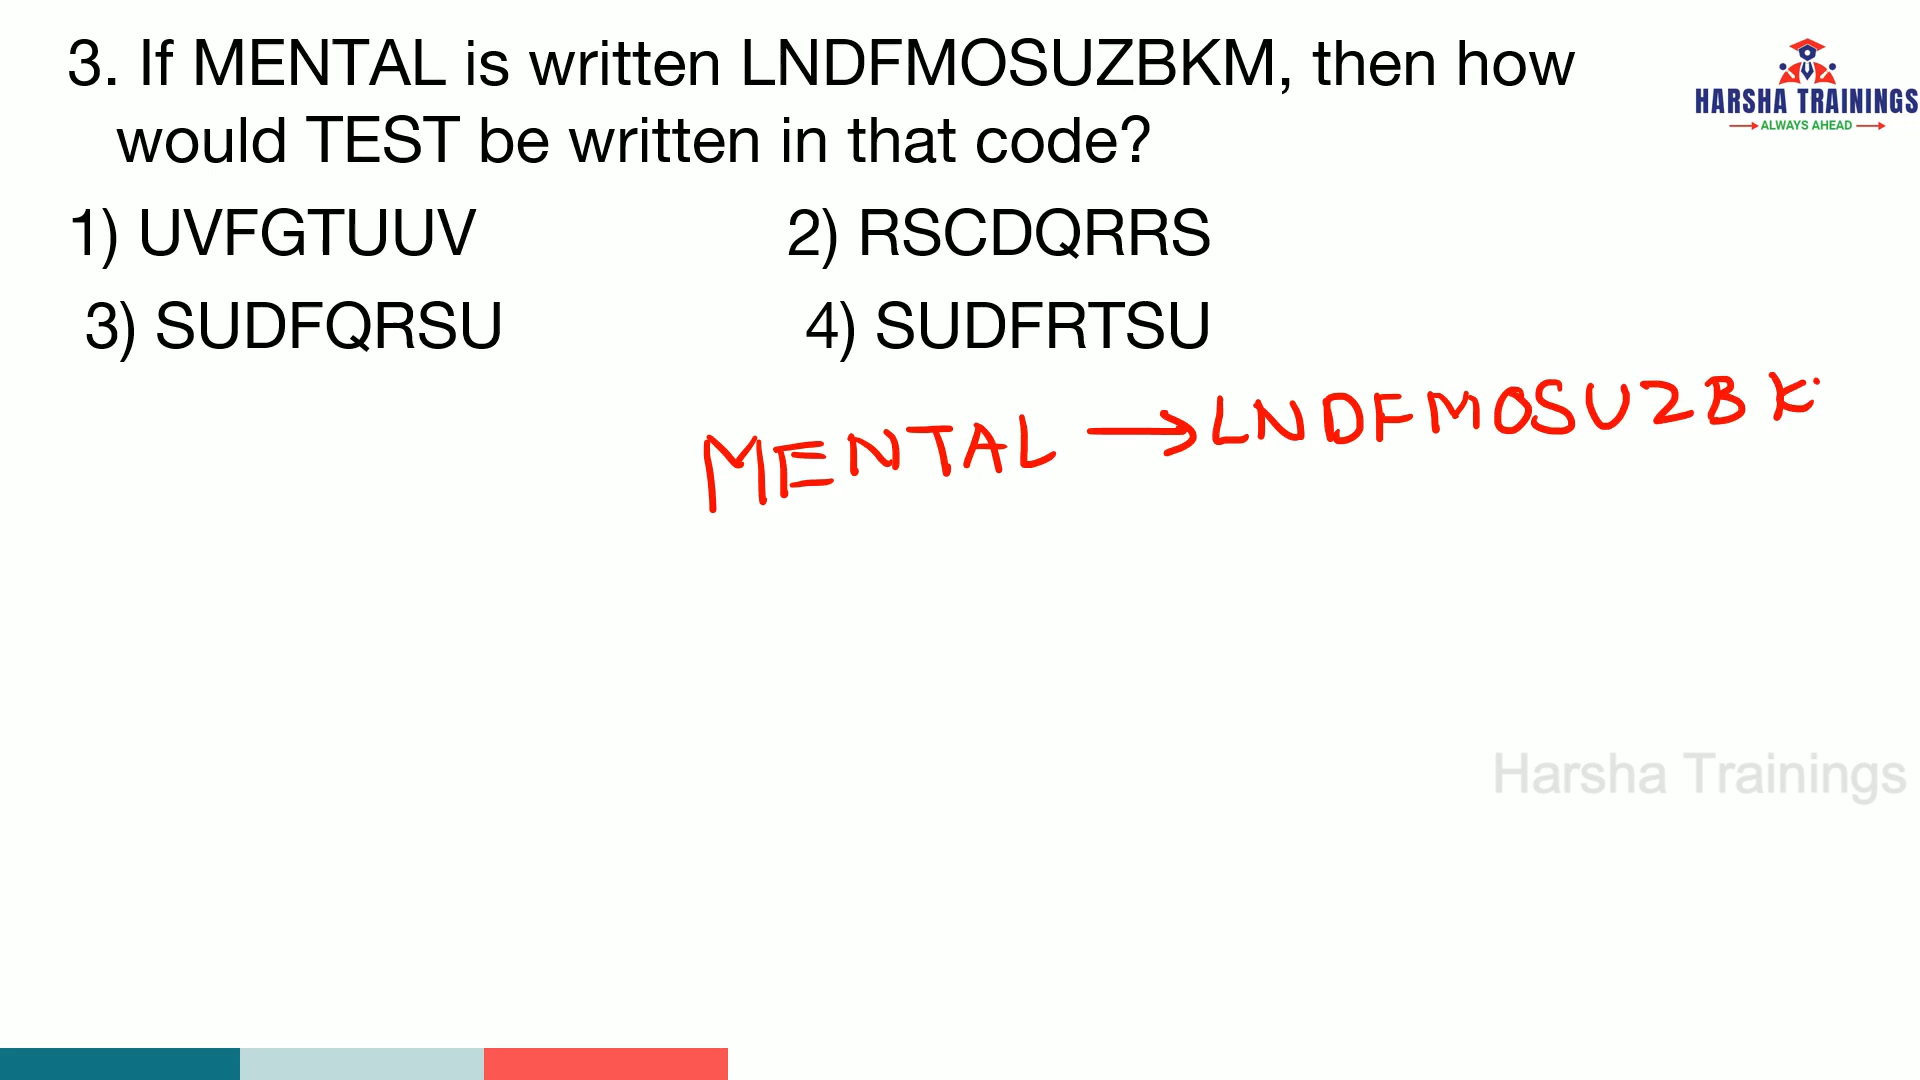 3. If MENTAL is written LNDFMOSUZBKM, then how
would TEST be written in that code?
1) UVFGTUUV 2) RSCDQRRS
3) SUDFQRSU 4) SUDFRTSU
HARSHA TRAININGS
ALWAYS AHEAD
MENTAL → LNDFMOSUZBK
Harsha Trainings